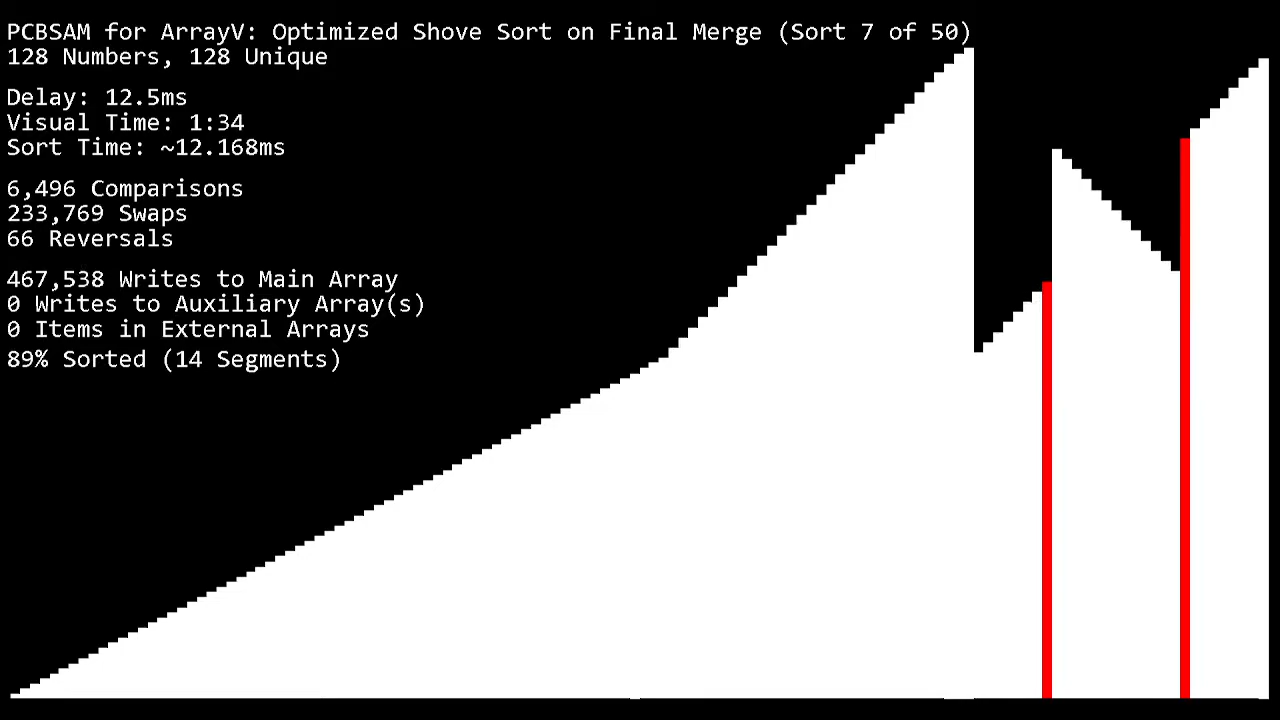 PCBSAM for ArrayV: Optimized Shove Sort on Final Merge (Sort 7 of 50)
128 Numbers, 128 Unique
Delay: 12.5ms
Visual Time: 1:34
Sort Time: ~12.168ms
6,496 Comparisons
233,769 Swaps
66 Reversals
467,538 Writes to Main Array
0 Writes to Auxiliary Array(s)
0 Items in External Arrays
89% Sorted (14 Segments)